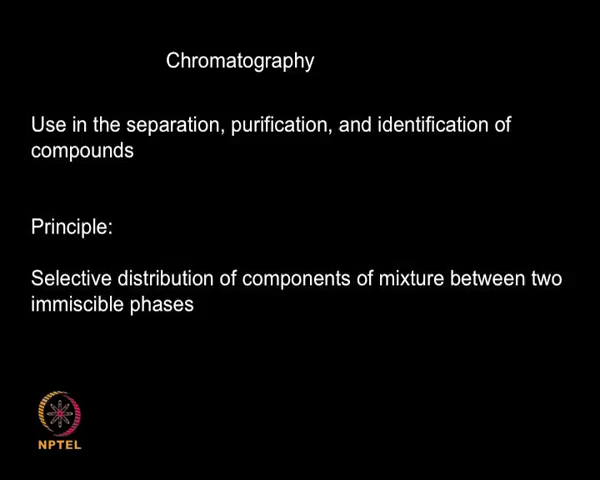 Chromatography
Use in the separation, purification, and identification of
compounds
Principle:
Selective distribution of components of mixture between two
immiscible phases
NPTEL